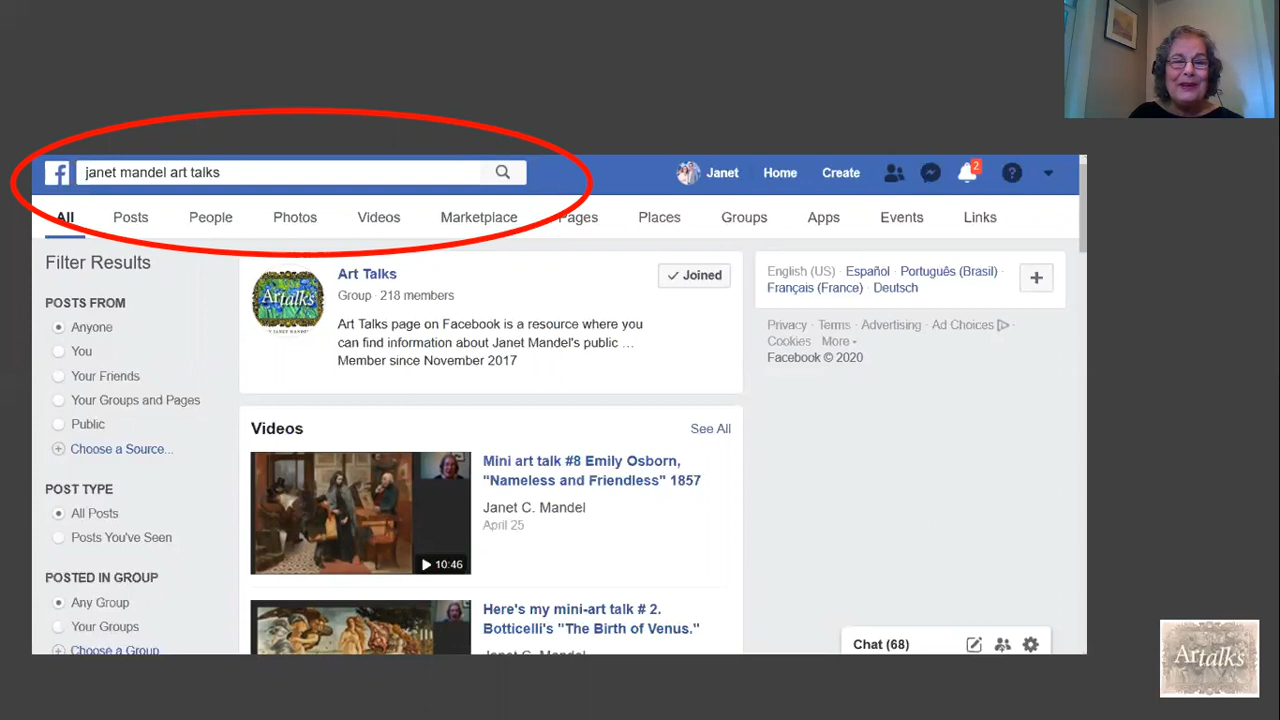 janet mandel art talks
Janet Home Create 2
All Posts People Photos Videos Marketplace Pages Places Groups Apps Events Links
Filter Results
POSTS FROM
Anyone
You
Your Friends
Your Groups and Pages
Public
Choose a Source...
POST TYPE
All Posts
Posts You've Seen
POSTED IN GROUP
Any Group
Your Groups
Choose a Group
Artalks
Art Talks
Joined
Group · 218 members
Art Talks page on Facebook is a resource where you
can find information about Janet Mandel's public …
Member since November 2017
Videos
See All
10:46
Mini art talk #8 Emily Osborn,
"Nameless and Friendless" 1857
Janet C. Mandel
April 25
Here's my mini-art talk # 2.
Botticelli's "The Birth of Venus."
Janet C. Mandel
English (US) · Español · Português (Brasil) ·
Français (France) · Deutsch
Privacy · Terms · Advertising · Ad Choices ·
Cookies · More
Facebook © 2020
Chat (68)
Artalks